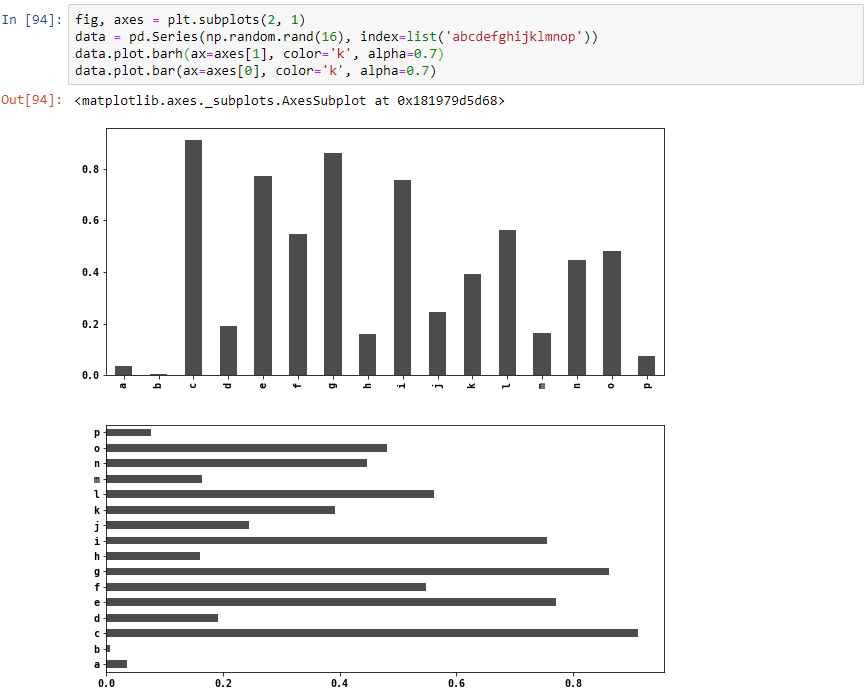 In [94]: fig, axes = plt.subplots(2, 1)
data = pd.Series(np.random.rand(16), index=list('abcdefghijklmnop'))
data.plot.barh(ax=axes[1], color='k', alpha=0.7)
data.plot.bar(ax=axes[0], color='k', alpha=0.7)
Out[94]: <matplotlib.axes._subplots.AxesSubplot at 0x181979d5d68>
0.8
0.6
0.4
0.2
0.0
a b c d e f g h i j k l m n o p
p
o
n
m
l
k
j
i
h
g
f
e
d
c
b
a
0.0 0.2 0.4 0.6 0.8